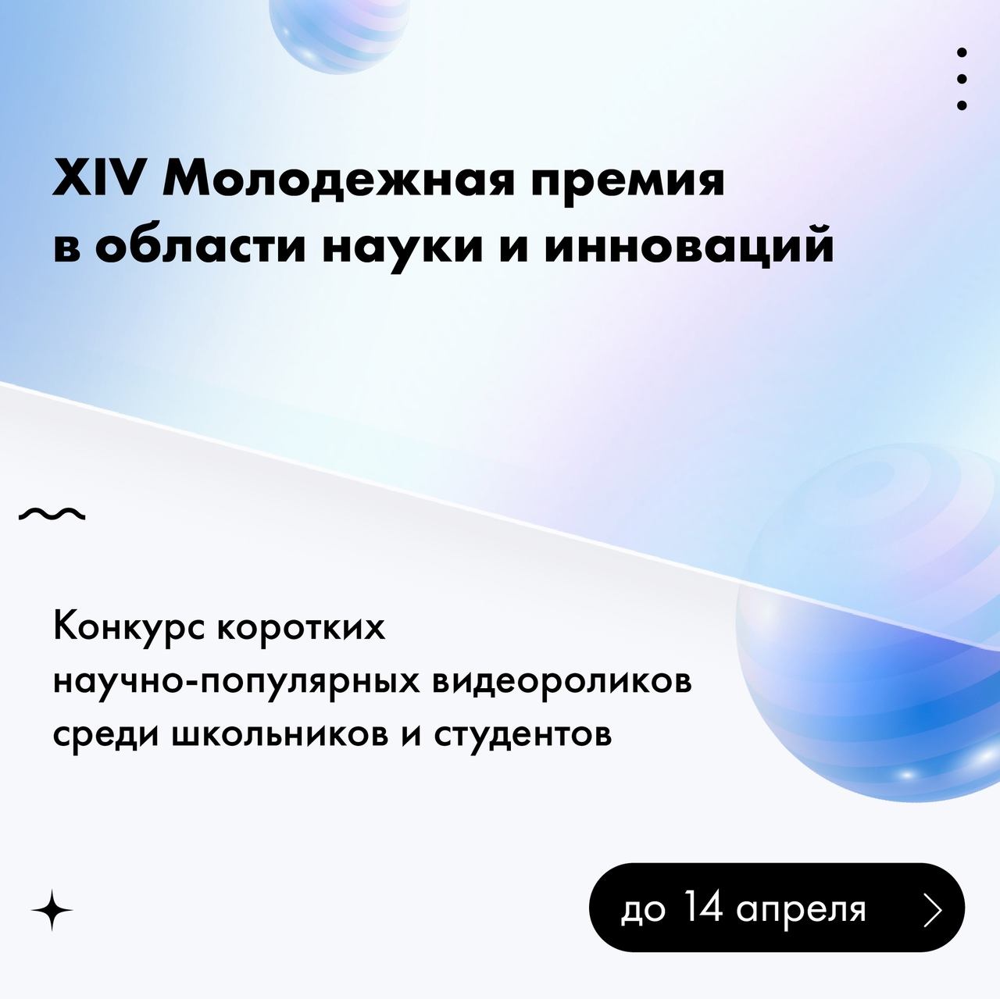 XIV Молодежная премия
в области науки и инноваций
Конкурс коротких
научно-популярных видеороликов
среди школьников и студентов
до 14 апреля